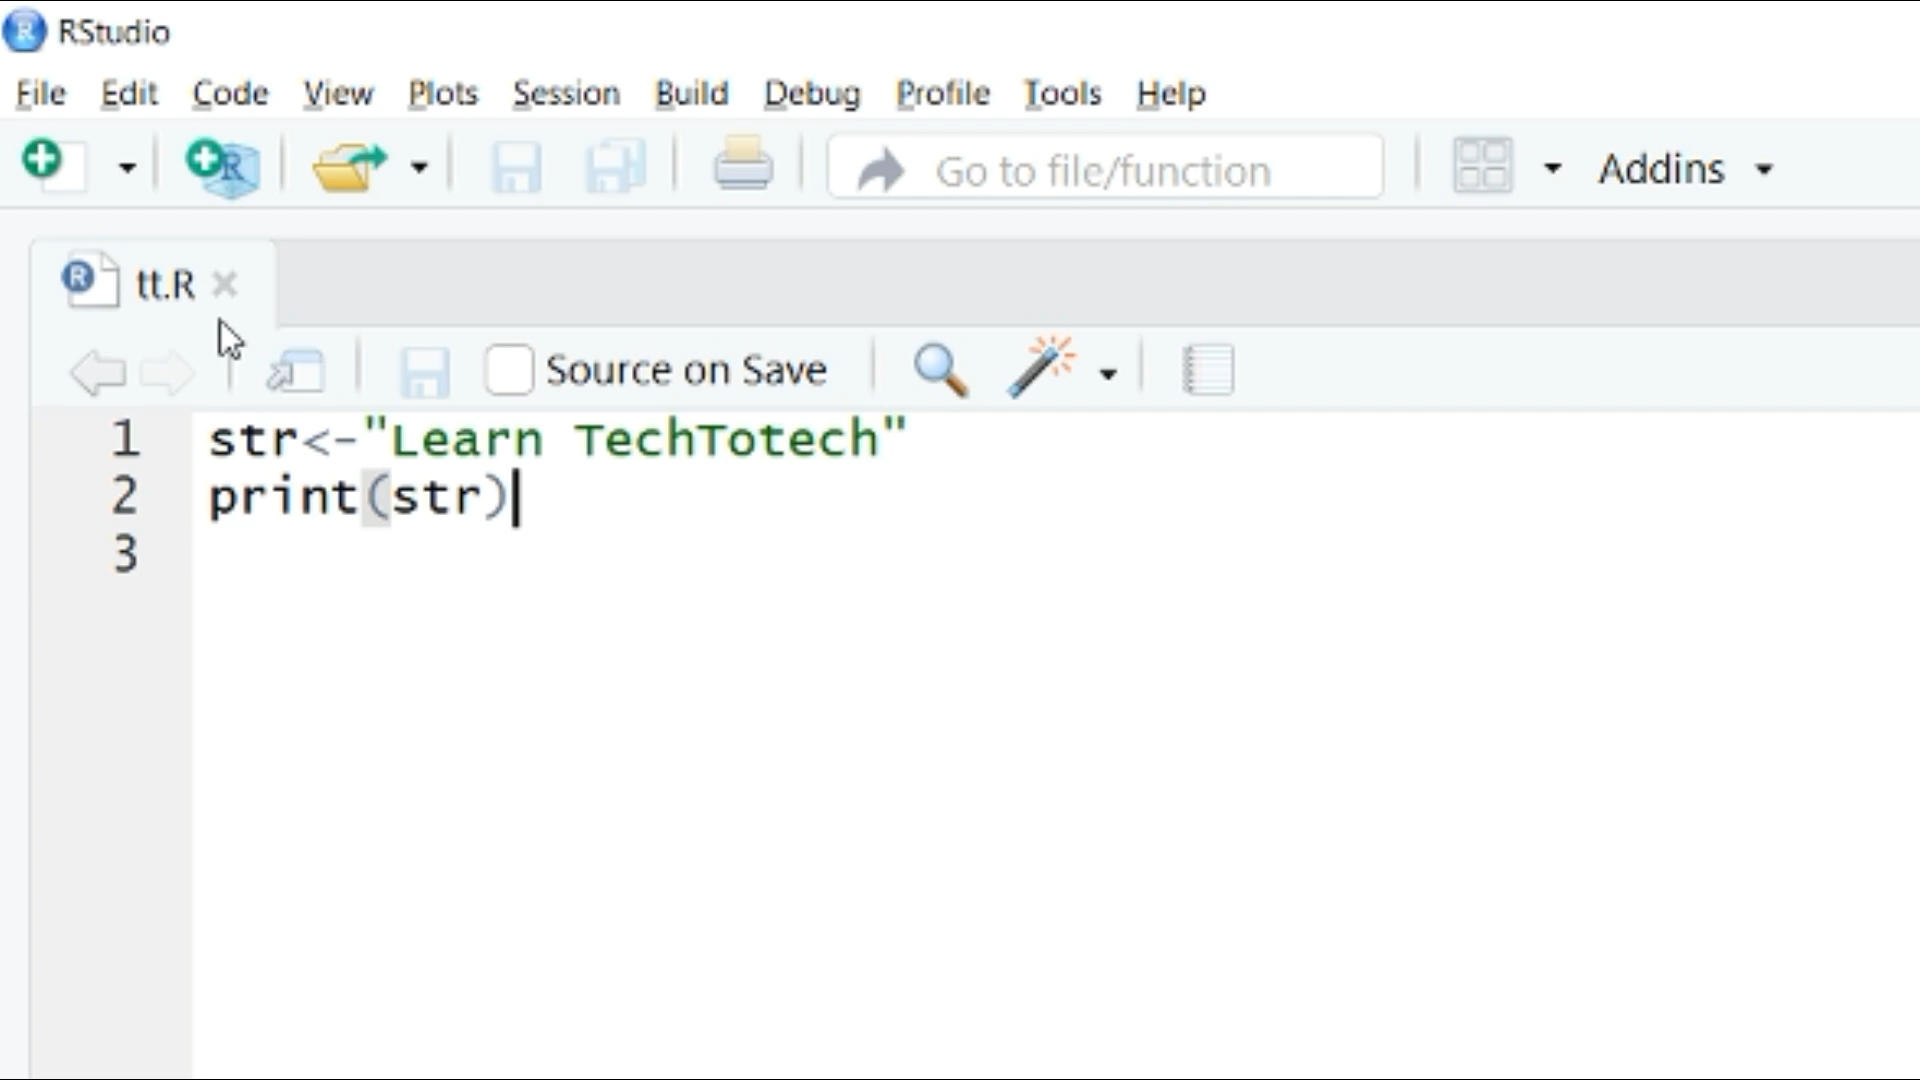 RStudio
File Edit Code View Plots Session Build Debug Profile Tools Help
R Go to file/function Addins
R tt.R
Source on Save
1 str<-"Learn TechTotech"
2 print(str)
3